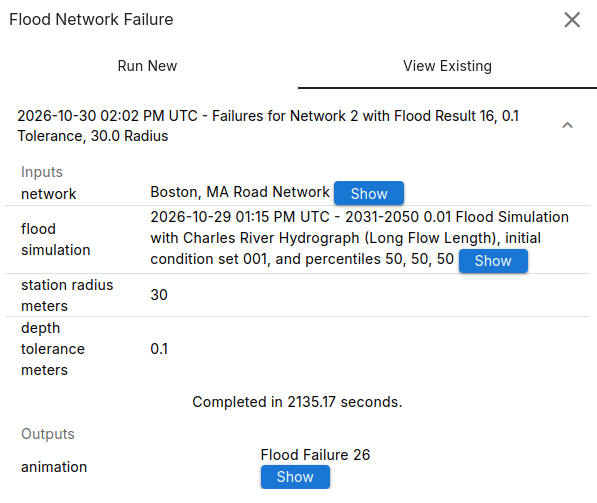 Flood Network Failure
Run New
View Existing
2026-10-30 02:02 PM UTC - Failures for Network 2 with Flood Result 16, 0.1
Tolerance, 30.0 Radius
Inputs
network
Boston, MA Road Network Show
flood
simulation
2026-10-29 01:15 PM UTC - 2031-2050 0.01 Flood Simulation
with Charles River Hydrograph (Long Flow Length), initial
condition set 001, and percentiles 50, 50, 50 Show
station radius
meters
30
depth
tolerance
meters
0.1
Completed in 2135.17 seconds.
Outputs
animation
Flood Failure 26
Show